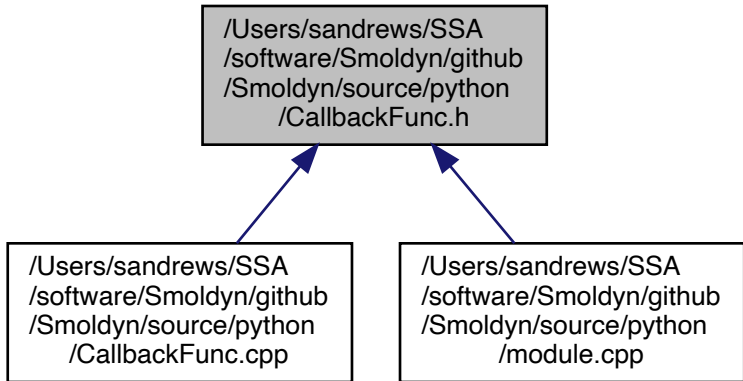 /Users/sandrews/SSA
/software/Smoldyn/github
/Smoldyn/source/python
/CallbackFunc.h
/Users/sandrews/SSA
/software/Smoldyn/github
/Smoldyn/source/python
/CallbackFunc.cpp
/Users/sandrews/SSA
/software/Smoldyn/github
/Smoldyn/source/python
/module.cpp